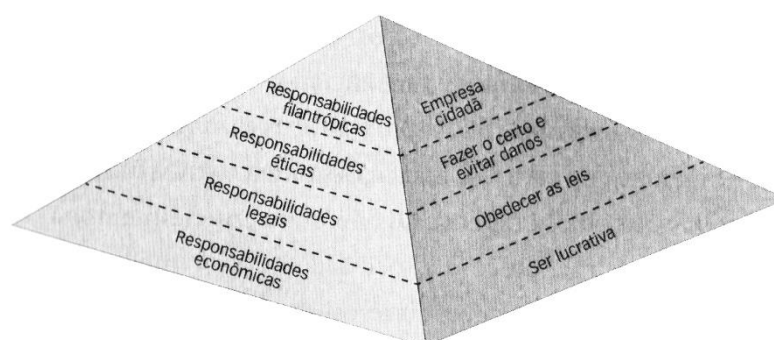 Responsabilidades
filantrópicas
Empresa
cidadã
Responsabilidades
éticas
Fazer o certo e
evitar danos
Responsabilidades
legais
Obedecer as leis
Responsabilidades
econômicas
Ser lucrativa